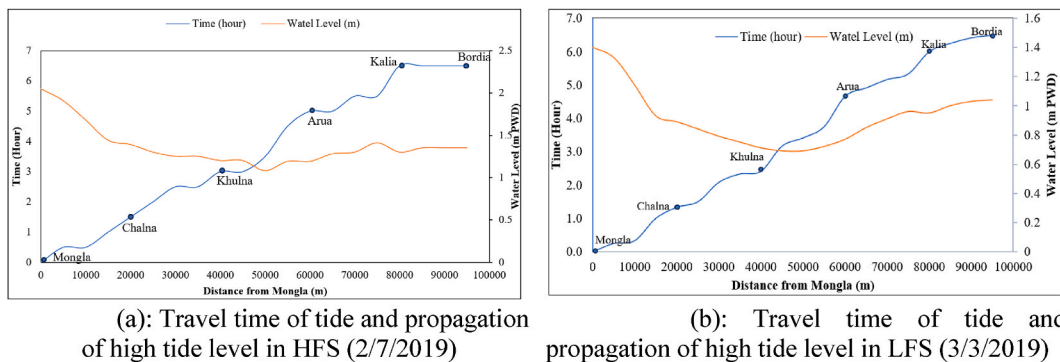 Time (hour) Watel Level (m)
7
6
5
4
3
2
1
0
2.5
2
1.5
1
0.5
0
Time (Hour)
Water Level (m PWD)
Kalia
Bordia
Arua
Khulna
Chalna
Mongla
0 10000 20000 30000 40000 50000 60000 70000 80000 90000 100000
Distance from Mongla (m)
(a): Travel time of tide and propagation
of high tide level in HFS (2/7/2019)
Time (hour) Watel Level (m)
7.0
6.0
5.0
4.0
3.0
2.0
1.0
0.0
1.6
1.4
1.2
1
0.8
0.6
0.4
0.2
0
Time (Hour)
Water Level (m PWD)
Bordia
Kalia
Arua
Khulna
Chalna
Mongla
0 10000 20000 30000 40000 50000 60000 70000 80000 90000 100000
Distance from Mongla (m)
(b): Travel time of tide and
propagation of high tide level in LFS (3/3/2019)